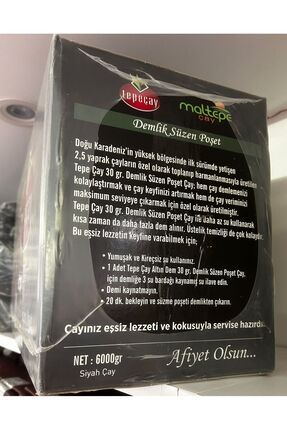 tepeçay
maltepe
çay
Demlik Süzen Poşet
Doğu Karadeniz'in yüksek bölgesinde ilk sürümde yetişen
2,5 yaprak çayların özel olarak toplanıp harmanlanmasıyla üretilen
Tepe Çay 30 gr. Demlik Süzen Poşet Çay; hem çay demlemenizi
kolaylaştırmak ve çay keyfinizi artırmak hem de çay veriminizi
maksimum seviyeye çıkarmak için özel olarak üretilmiştir.
Tepe Çay 30 gr. Demlik Süzen Poşet Çay ile daha az su kullanarak
kısa zaman da daha fazla dem alınır. Üstelik temizliği de çok kolaydır.
Bu eşsiz lezzetin keyfine varabilmek için;
• Yumuşak ve Kireçsiz su kullanınız.
• 1 Adet Tepe Çay Altın Dem 30 gr. Demlik Süzen Poşet Çay,
için demliğe 3 su bardağı kaynamış su ilave edin.
• Demi kaynatmayın.
• 20 dk. bekleyin ve süzme poşeti demlikten çıkartın.
Çayınız eşsiz lezzeti ve kokusuyla servise hazırdır.
NET : 6000gr
Siyah Çay
Afiyet Olsun...